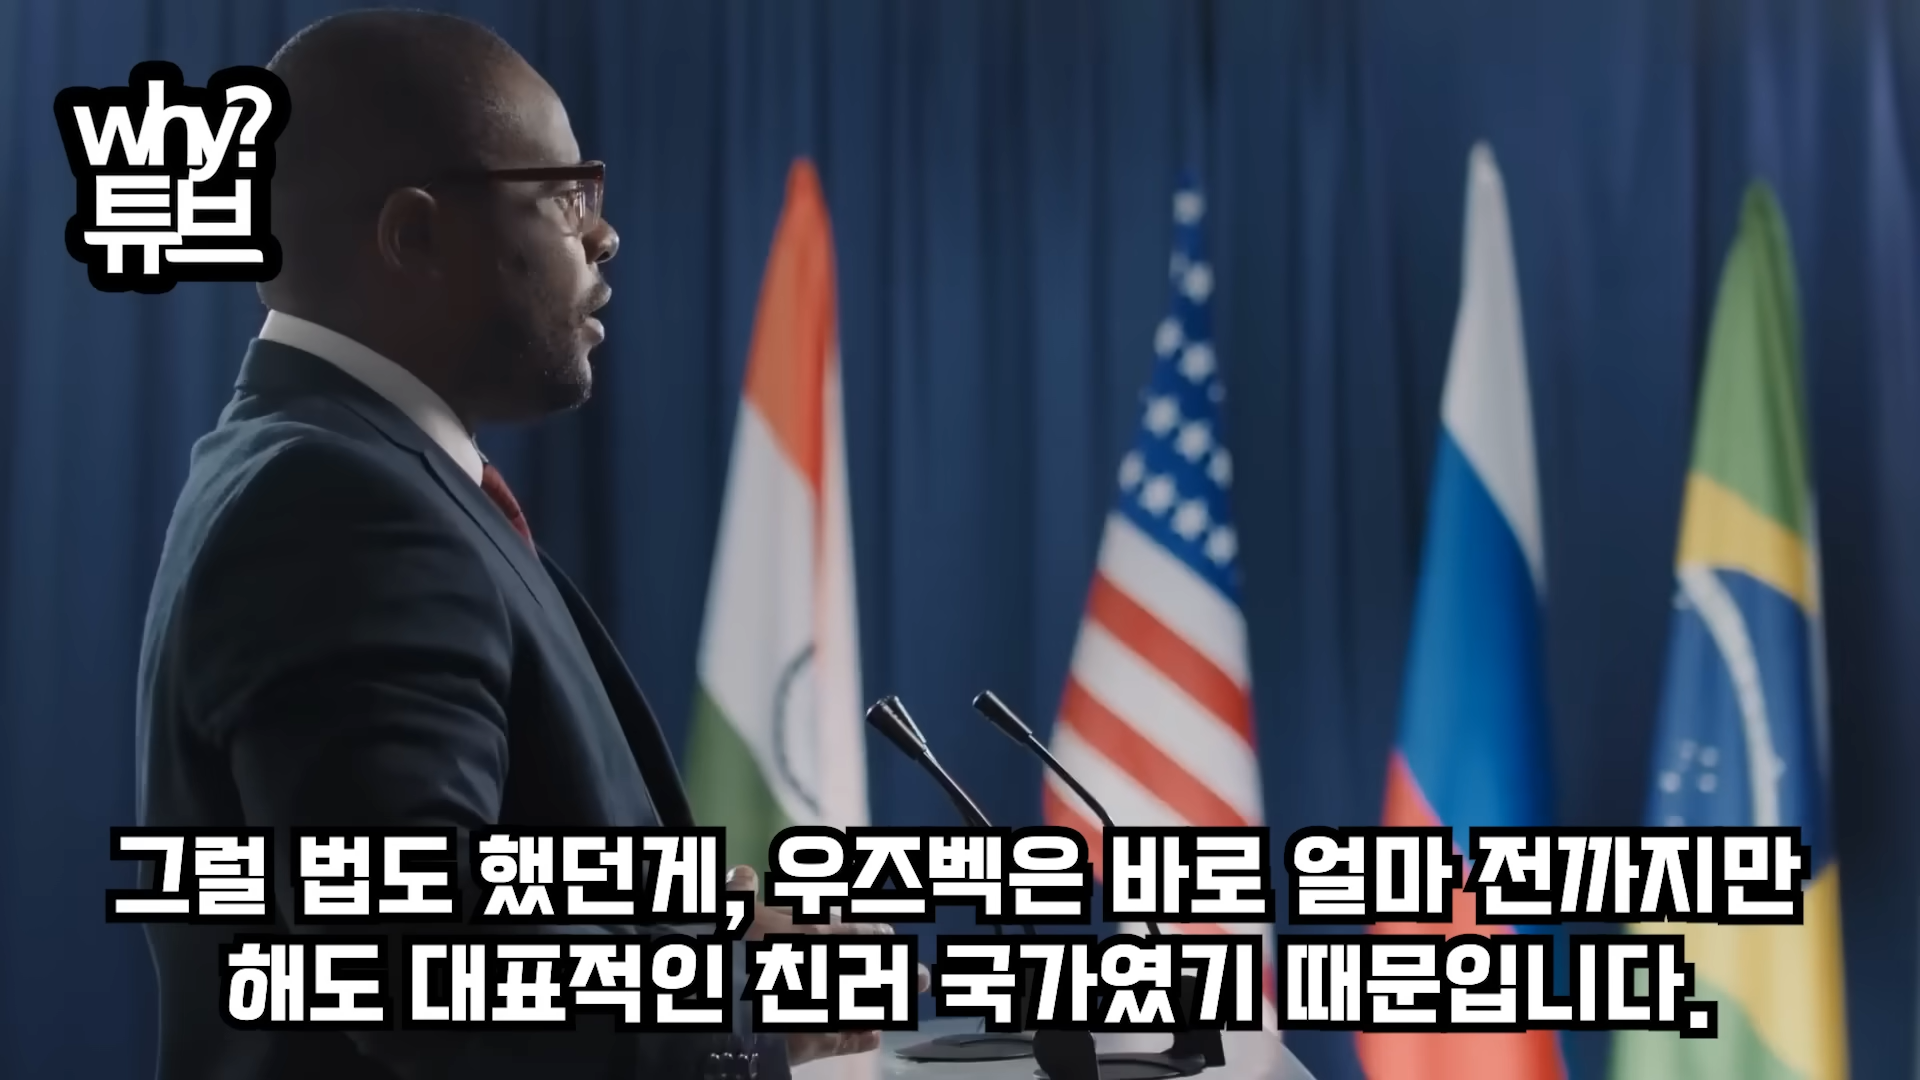 why?
튜브
그럴 법도 했던게, 우즈벡은 바로 얼마 전까지만
해도 대표적인 친러 국가였기 때문입니다.